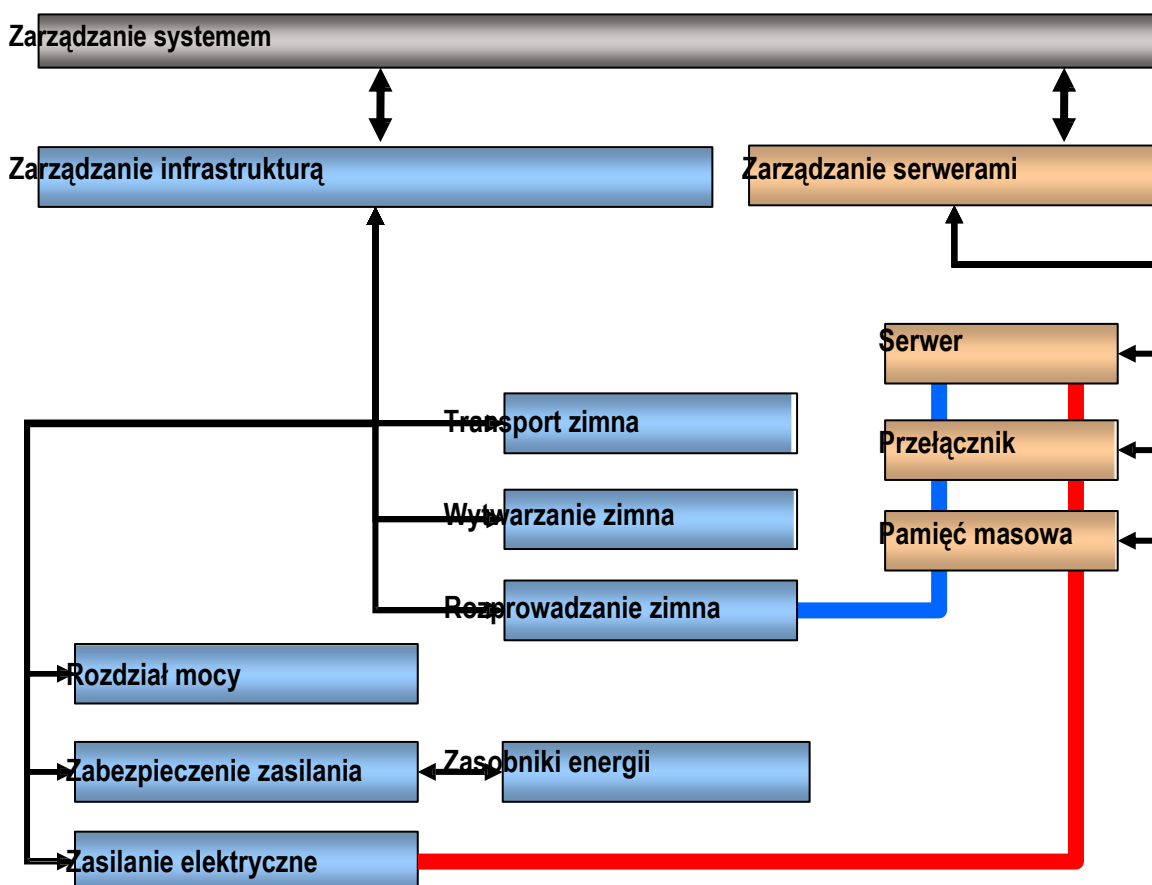 Zarządzanie systemem
Zarządzanie infrastrukturą
Zarządzanie serwerami
Serwer
Transport zimna
Przełącznik
Wytwarzanie zimna
Pamięć masowa
Rozprowadzanie zimna
Rozdział mocy
Zabezpieczenie zasilania
Zasobniki energii
Zasilanie elektryczne